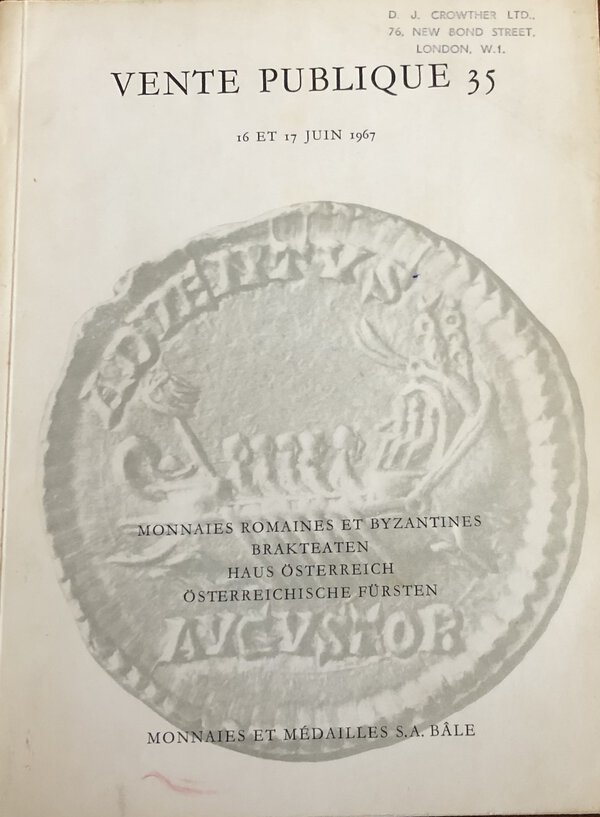 D. J. CROWTHER LTD.,
76, NEW BOND STREET,
LONDON, W.1.
VENTE PUBLIQUE 35
16 ET 17 JUIN 1967
ADVENTVS
MONNAIES ROMAINES ET BYZANTINES
BRAKTEATEN
HAUS ÖSTERREICH
ÖSTERREICHISCHE FÜRSTEN
AVGVSTOR
MONNAIES ET MÉDAILLES S.A. BÂLE